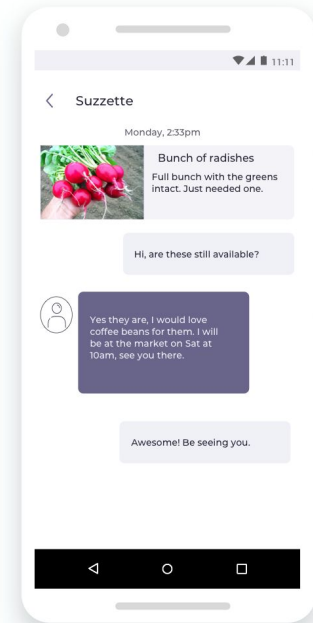 11:11
Suzzette
Monday, 2:33pm
Bunch of radishes
Full bunch with the greens
intact. Just needed one.
Hi, are these still available?
Yes they are, I would love
coffee beans for them. I will
be at the market on Sat at
10am, see you there.
Awesome! Be seeing you.